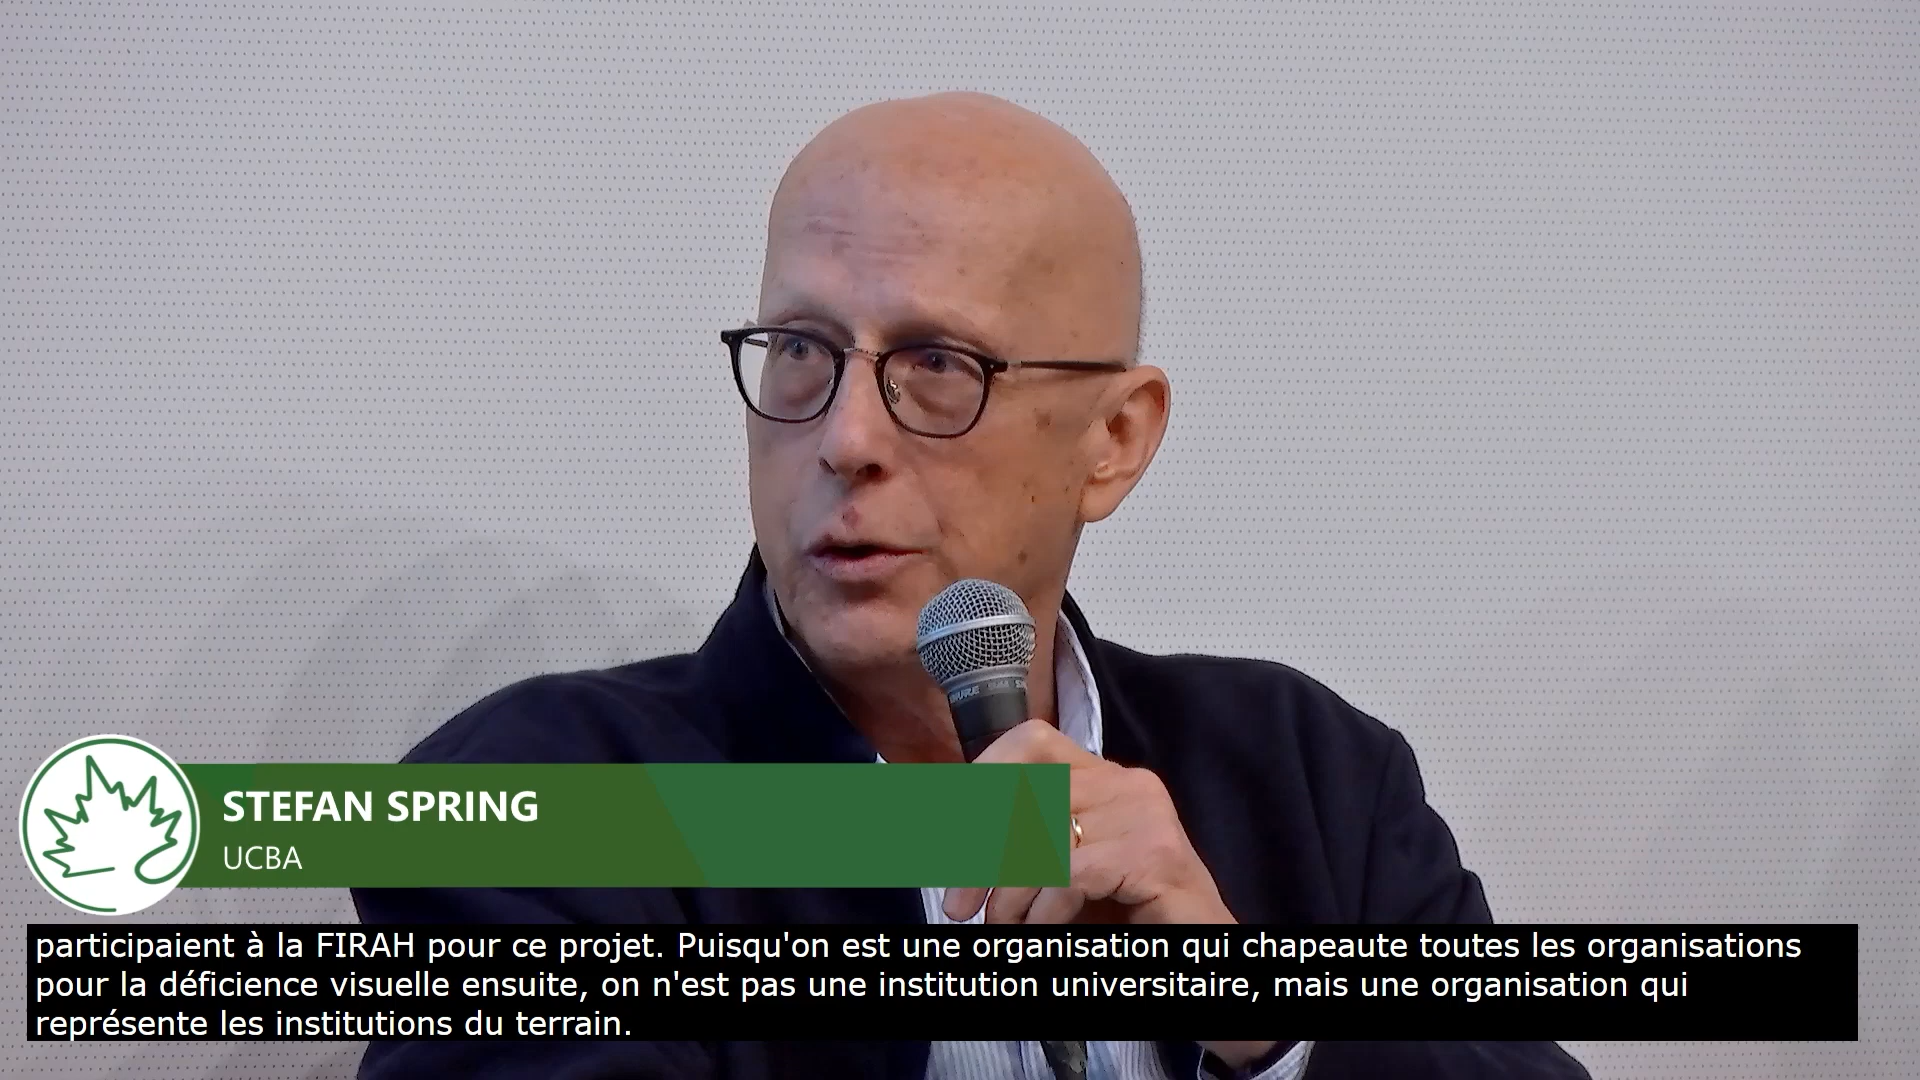 SHURE
STEFAN SPRING
UCBA
participaient à la FIRAH pour ce projet. Puisqu'on est une organisation qui chapeaute toutes les organisations
pour la déficience visuelle ensuite, on n'est pas une institution universitaire, mais une organisation qui
représente les institutions du terrain.